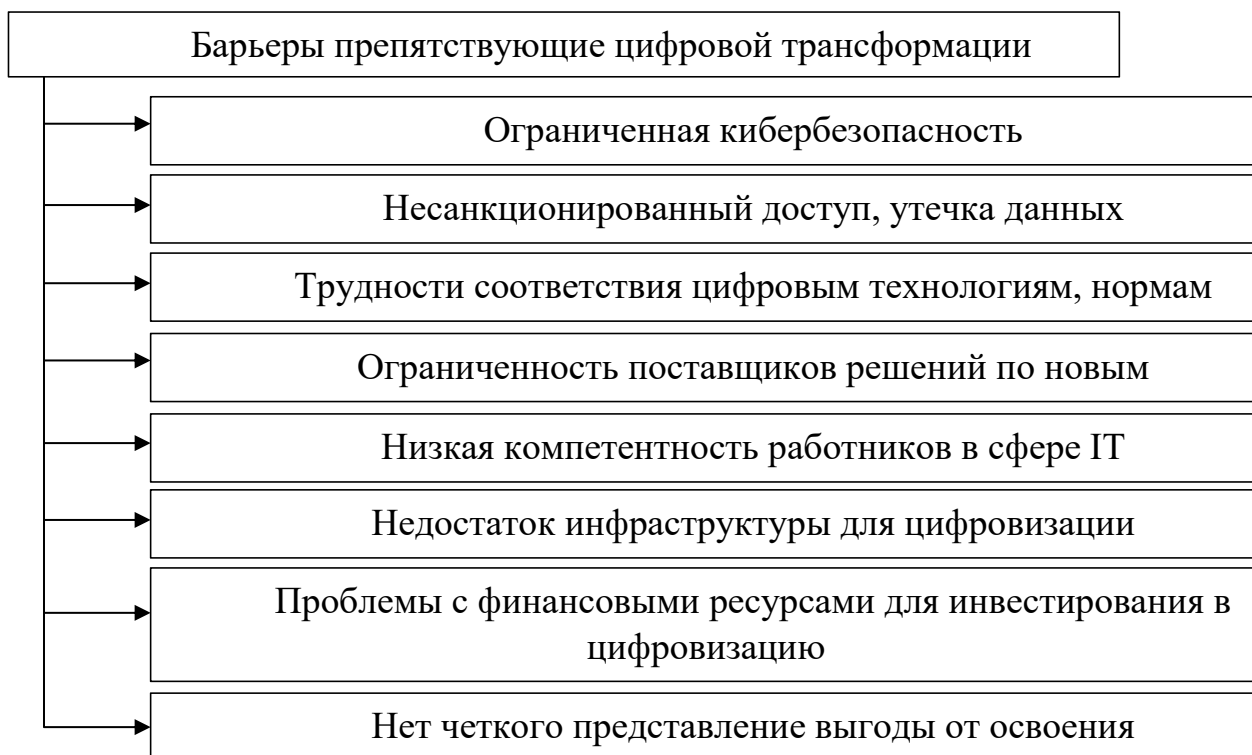 Барьеры препятствующие цифровой трансформации
Ограниченная кибербезопасность
Несанкционированный доступ, утечка данных
Трудности соответствия цифровым технологиям, нормам
Ограниченность поставщиков решений по новым
Низкая компетентность работников в сфере IT
Недостаток инфраструктуры для цифровизации
Проблемы с финансовыми ресурсами для инвестирования в
цифровизацию
Нет четкого представление выгоды от освоения